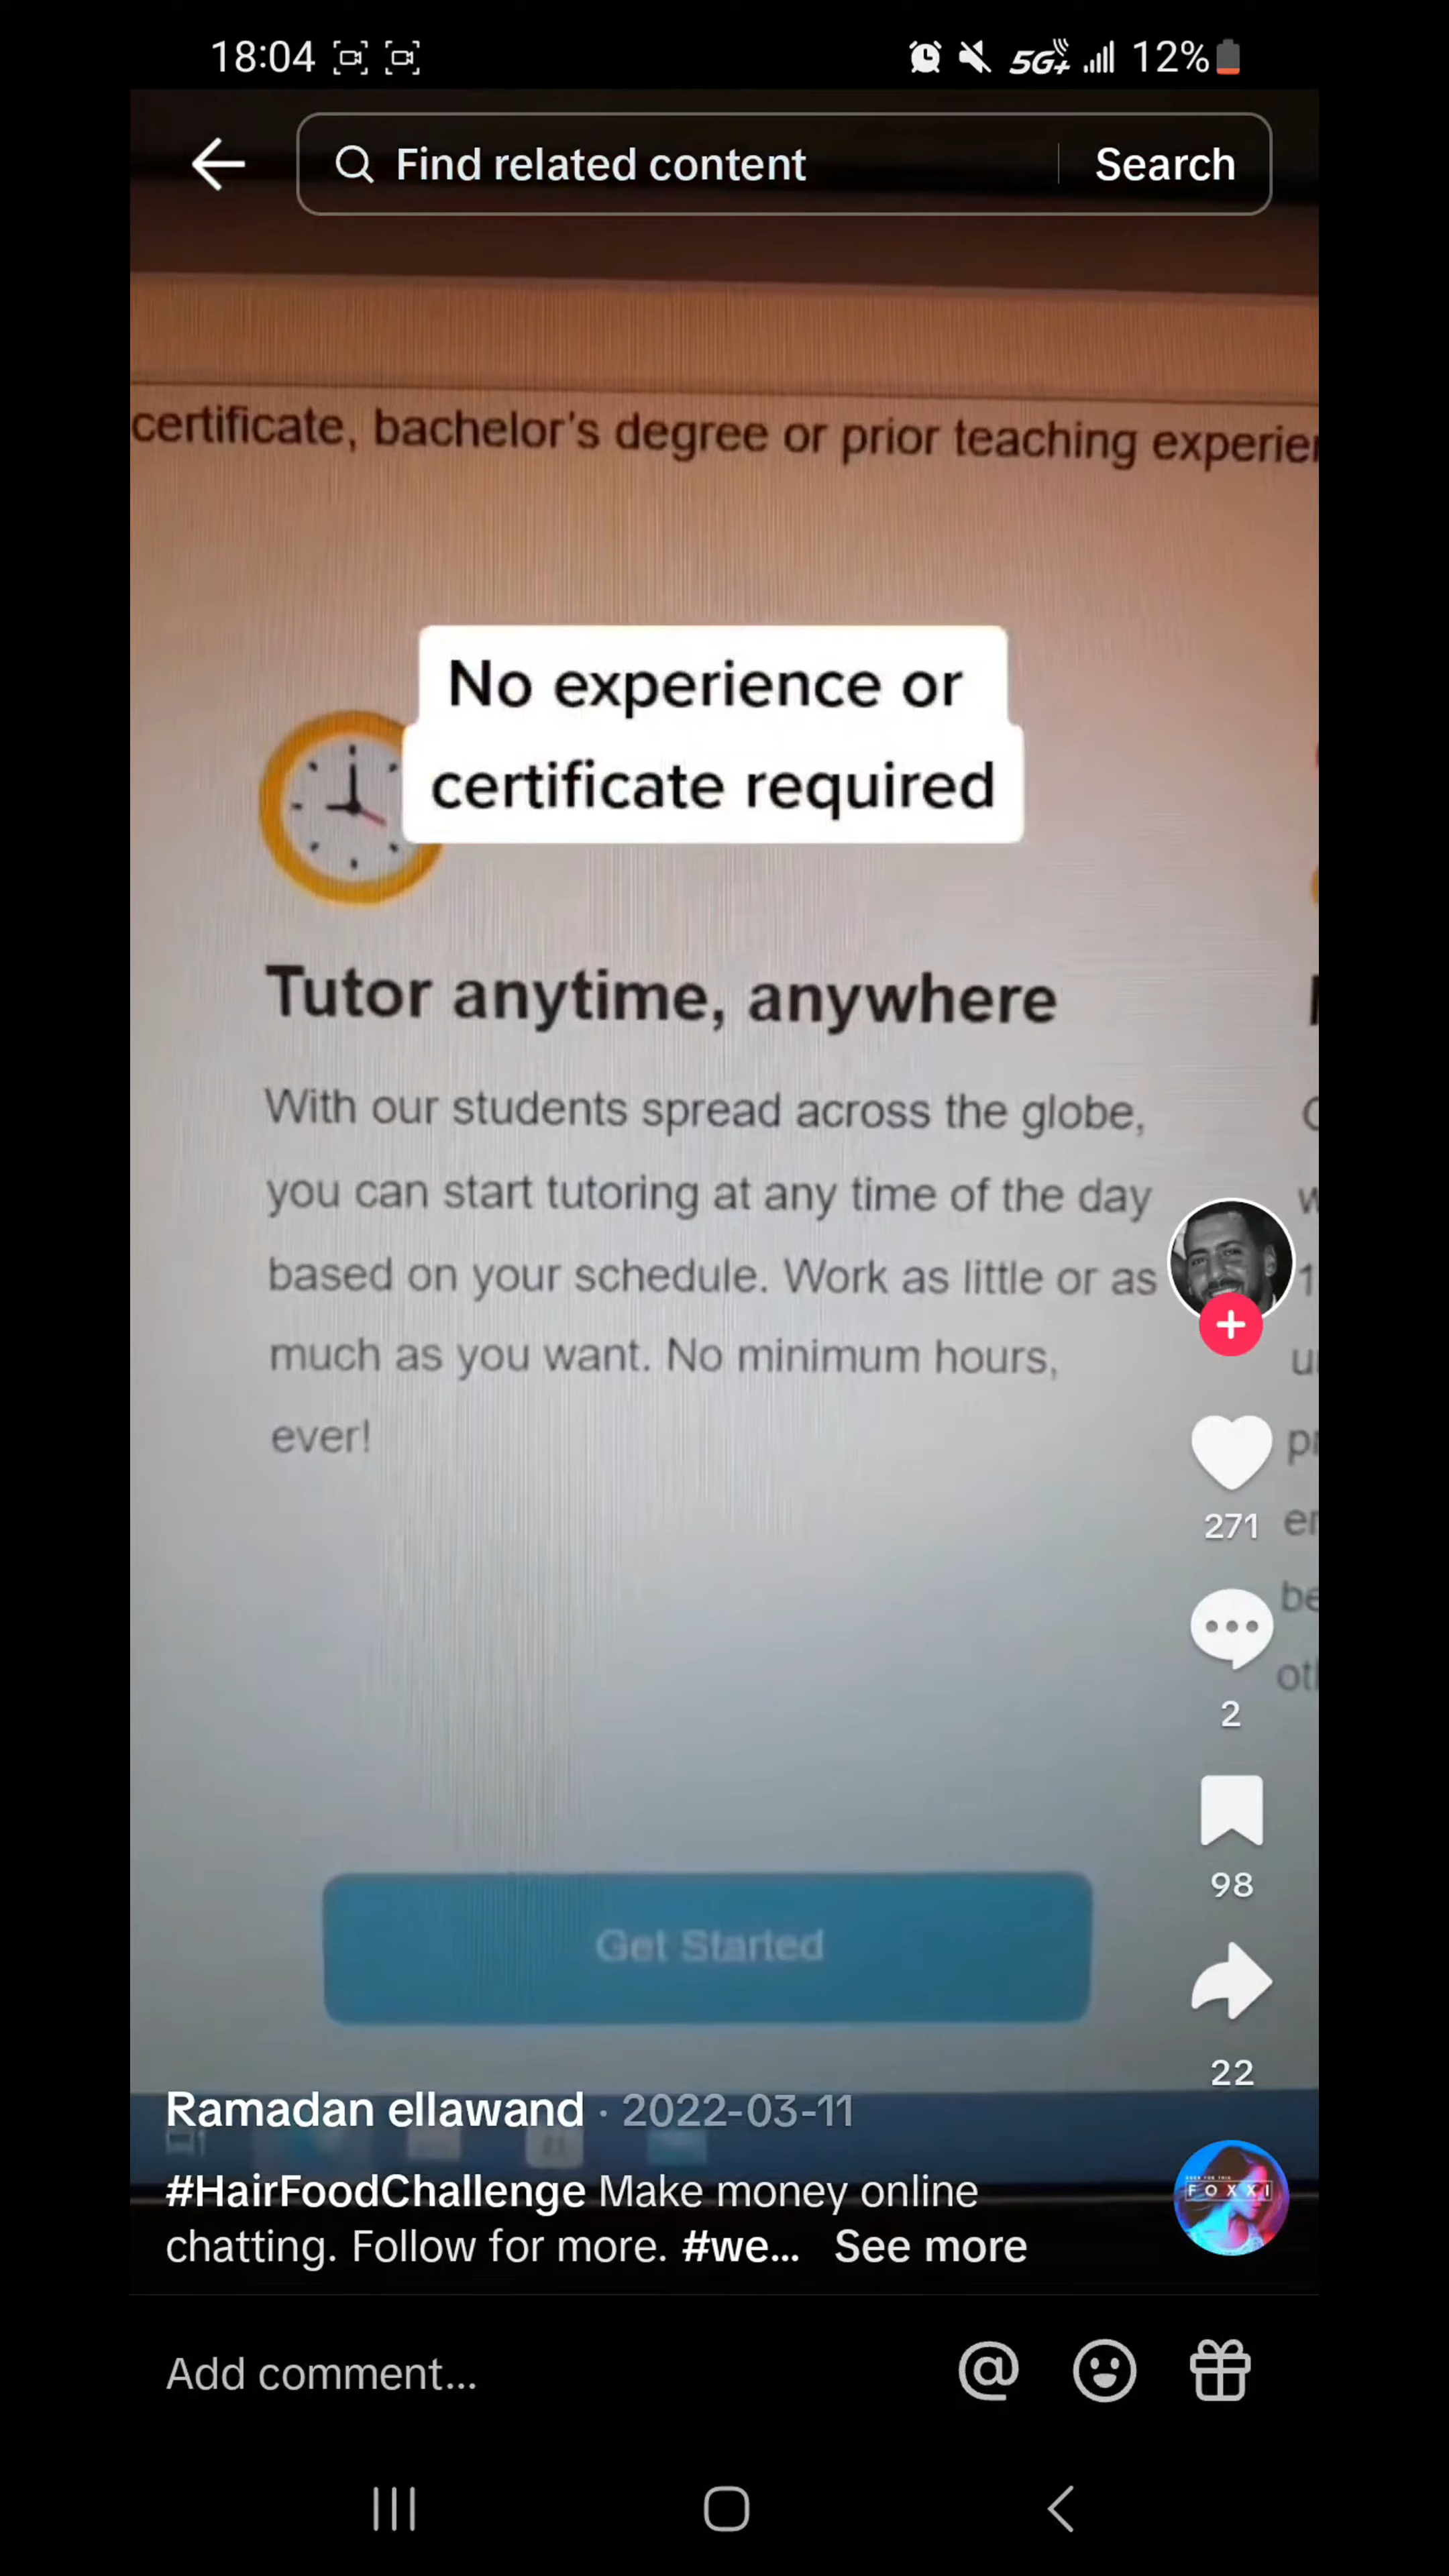 18:04
5G+ 12%
Find related content Search
certificate, bachelor's degree or prior teaching
No experience or
certificate required
Tutor anytime, anywhere
With our students spread across the globe,
you can start tutoring at any time of the day
based on your schedule. Work as little or as
much as you want. No minimum hours,
ever!
271
2
98
Get Started
22
Ramadan ellawand · 2022-03-11
#HairFoodChallenge Make money online
chatting. Follow for more. #we... See more
FOXXI
Add comment...